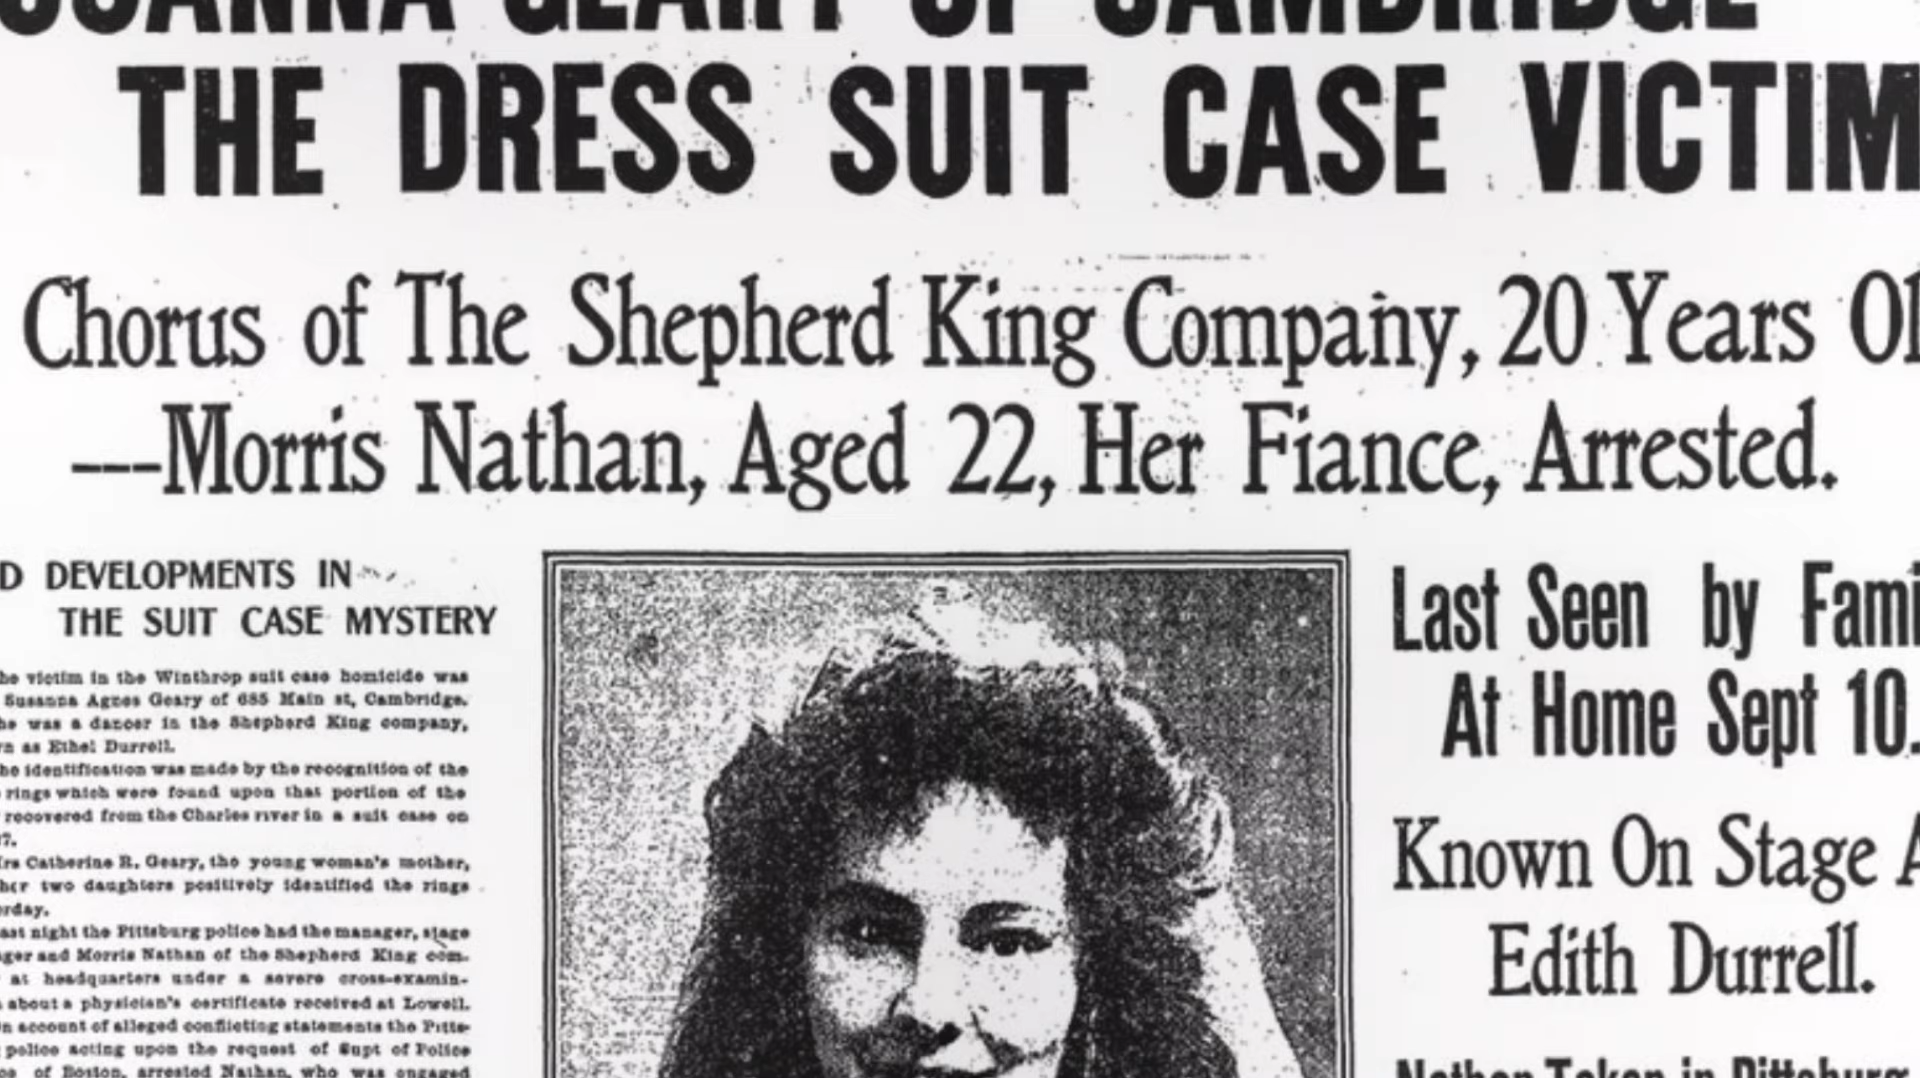 THE DRESS SUIT CASE VICTIM
Chorus of The Shepherd King Company, 20 Years Ol
---Morris Nathan, Aged 22, Her Fiance, Arrested.
D DEVELOPMENTS IN
THE SUIT CASE MYSTERY
he victim in the Winthrop suit case homicide was
Susanna Agnes Geary of 685 Main st, Cambridge.
he was a dancer in the Shepherd King company,
rn as Ethel Durrell.
he identification was made by the recognition of the
rings which were found upon that portion of the
recovered from the Charles river in a suit case on
7.
rs Catherine R. Geary, the young woman's mother,
her two daughters positively identified the rings
erday.
ast night the Pittsburg police had the manager, stage
ager and Morris Nathan of the Shepherd King com-
at headquarters under a severe cross-examin-
about a physician's certificate received at Lowell.
n account of alleged conflicting statements the Pitts-
police acting upon the request of Supt of Police
of Boston, arrested Nathan, who was engaged
Last Seen by Fami
At Home Sept 10.
Known On Stage A
Edith Durrell.
Nathan Taken in Pittsburg